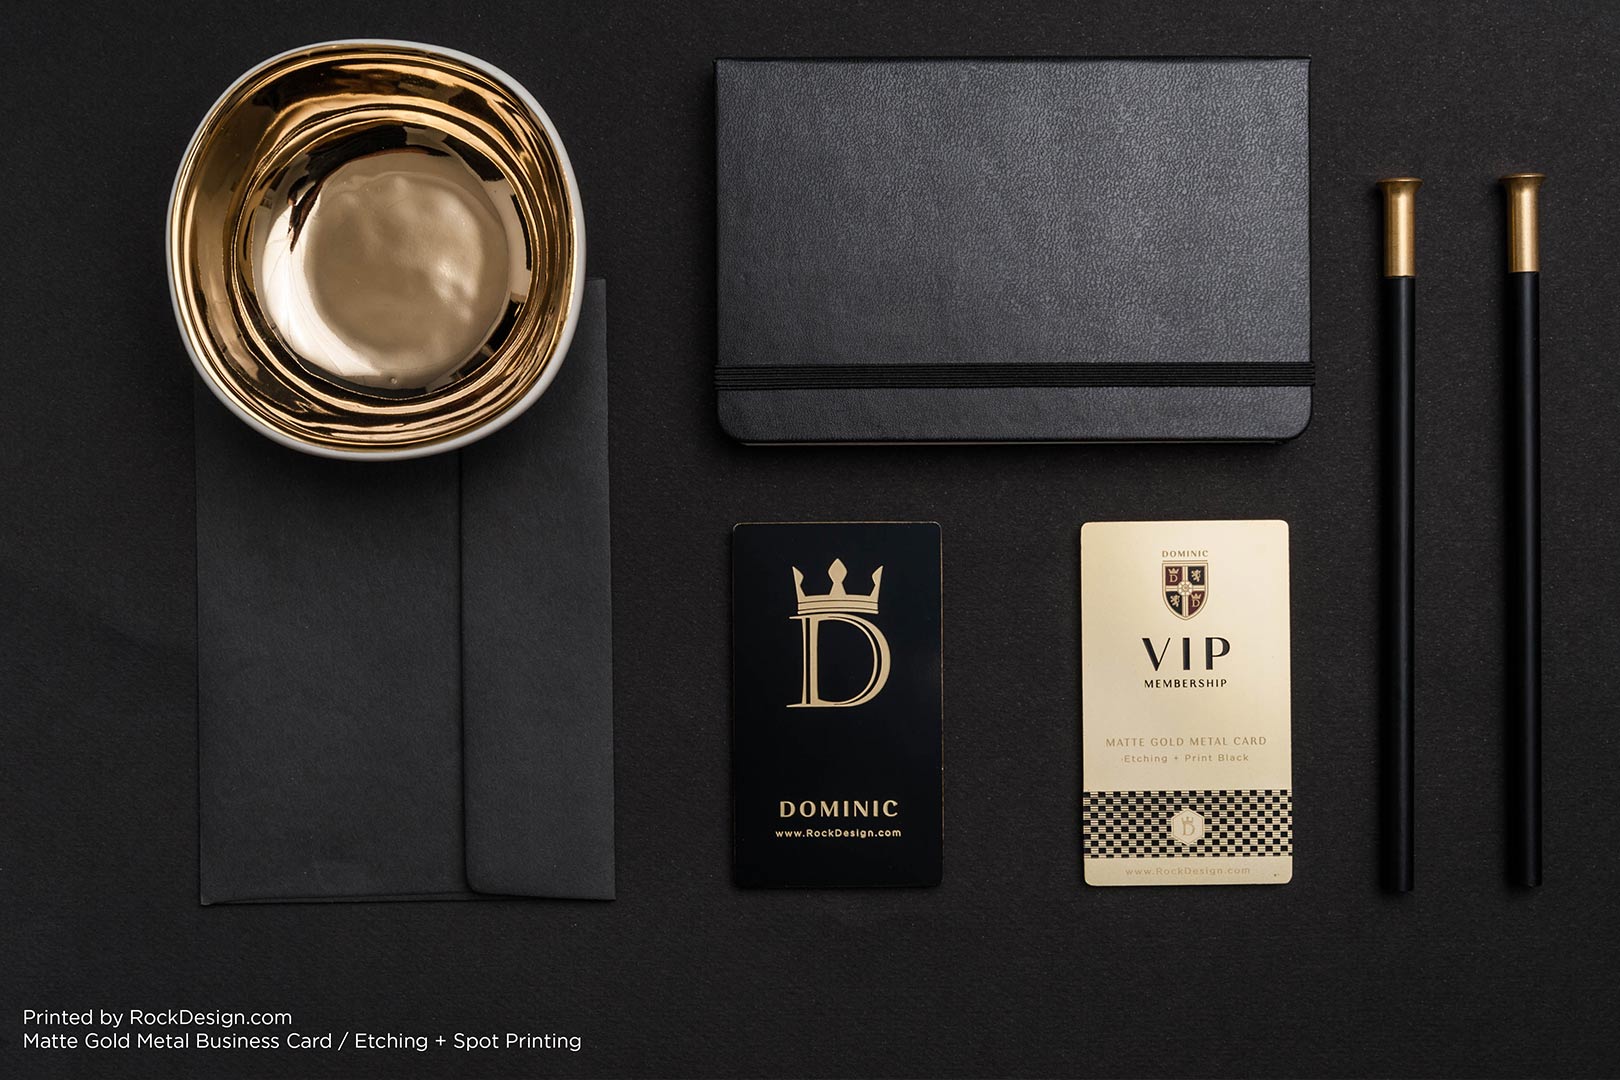 D
DOMINIC
www.RockDesign.com
DOMINIC
D
D
VIP
MEMBERSHIP
MATTE GOLD METAL CARD
Etching + Print Black
D
www.RockDesign.com
Printed by RockDesign.com
Matte Gold Metal Business Card / Etching + Spot Printing